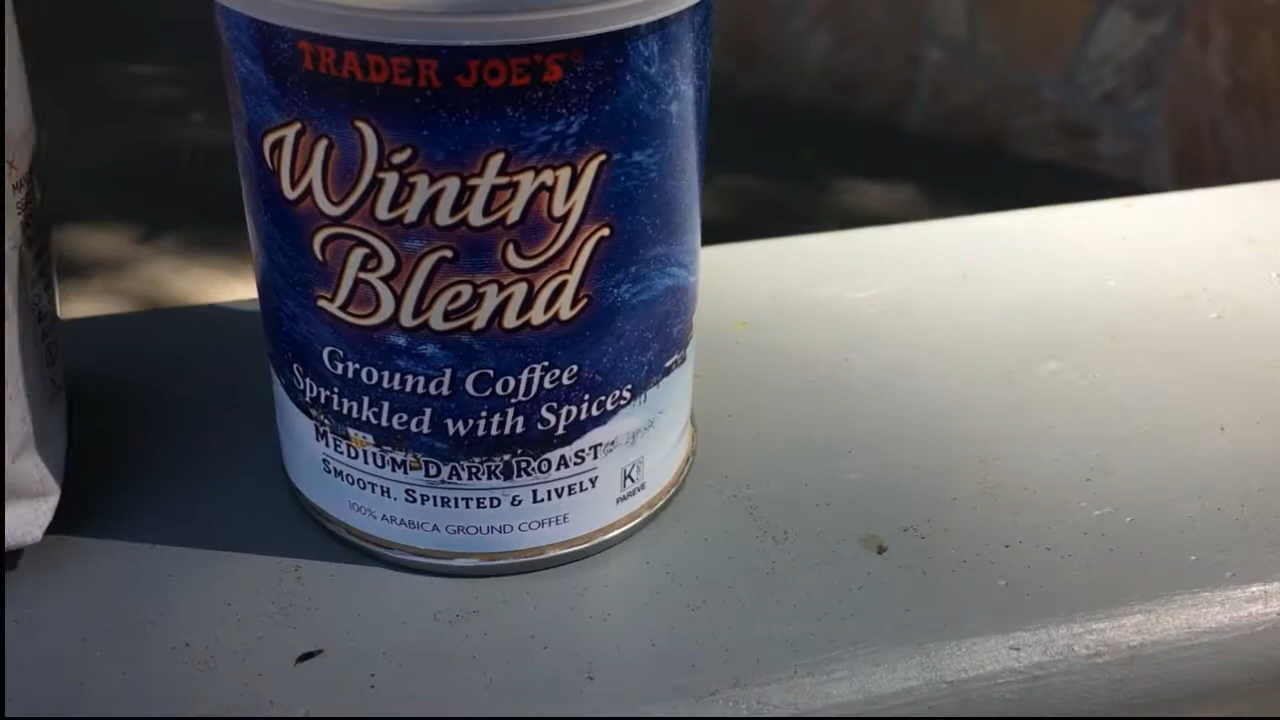 TRADER JOE'S
Wintry
Blend
Ground Coffee
Sprinkled with Spices
MEDIUM DARK ROAST
SMOOTH, SPIRITED & LIVELY
100% ARABICA GROUND COFFEE
K
PAREVE